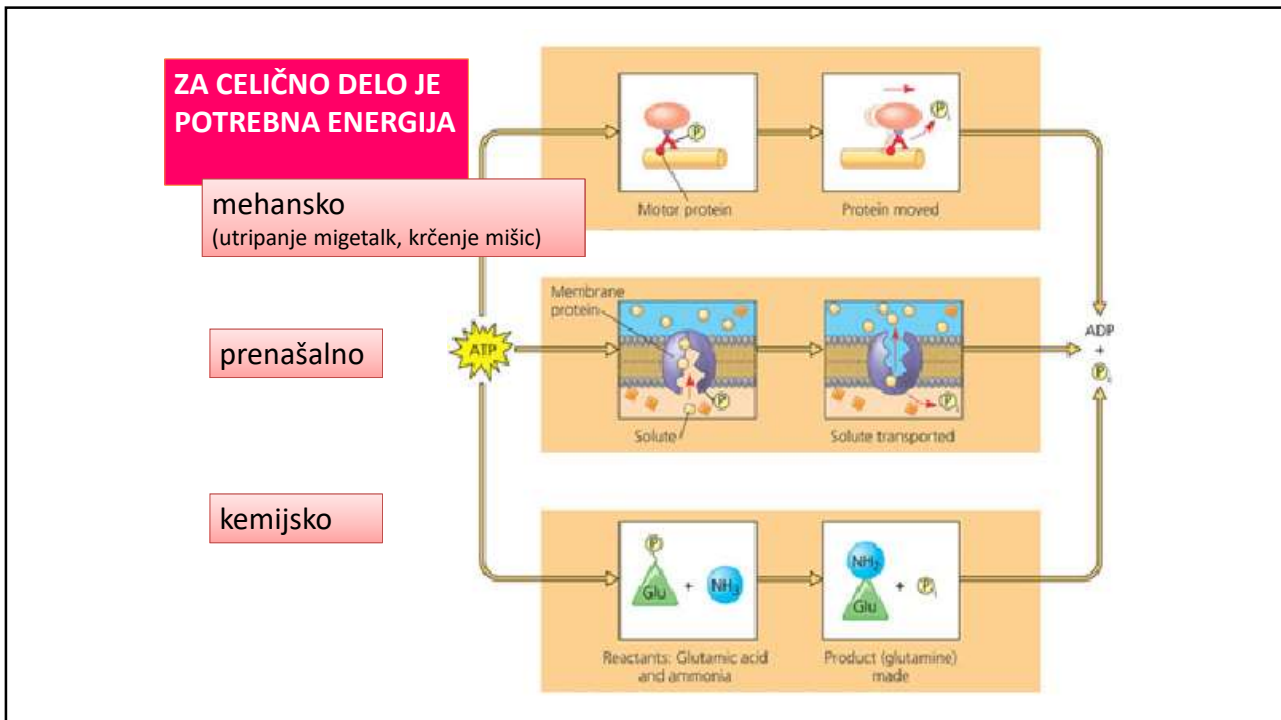 ZA CELIČNO DELO JE
POTREBNA ENERGIJA
mehansko
(utripanje migetalk, krčenje mišic)
P
P i
Motor protein
Protein moved
Membrane
protein
prenašalno
ATP
ADP
+
P i
P
P i
Solute
Solute transported
kemijsko
P
Glu
+
NH3
NH2
Glu
+
P i
Reactants: Glutamic acid
and ammonia
Product (glutamine)
made